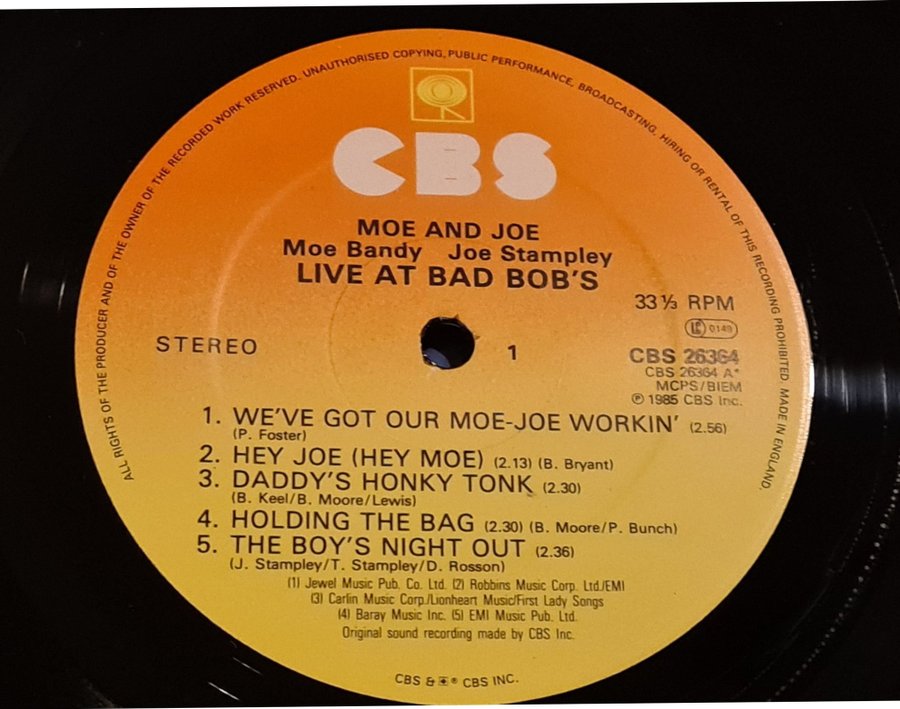 ALL RIGHTS OF THE PRODUCER AND OF THE OWNER OF THE RECORDED WORK RESERVED. UNAUTHORISED COPYING, PUBLIC PERFORMANCE, BROADCASTING, HIRING OR RENTAL OF THIS RECORDING PROHIBITED. MADE IN ENGLAND.
CBS
MOE AND JOE
Moe Bandy Joe Stampley
LIVE AT BAD BOB'S
33⅓ RPM
LC 0149
STEREO
1
CBS 26364
CBS 26364 A*
MCPS/BIEM
℗ 1985 CBS Inc.
1. WE'VE GOT OUR MOE-JOE WORKIN' (2.56)
(P. Foster)
2. HEY JOE (HEY MOE) (2.13) (B. Bryant)
3. DADDY'S HONKY TONK (2.30)
(B. Keel/B. Moore/Lewis)
4. HOLDING THE BAG (2.30) (B. Moore/P. Bunch)
5. THE BOY'S NIGHT OUT (2.36)
(J. Stampley/T. Stampley/D. Rosson)
(1) Jewel Music Pub. Co. Ltd. (2) Robbins Music Corp. Ltd./EMI
(3) Carlin Music Corp./Lionheart Music/First Lady Songs
(4) Baray Music Inc. (5) EMI Music Pub. Ltd.
Original sound recording made by CBS Inc.
CBS & ® CBS INC.